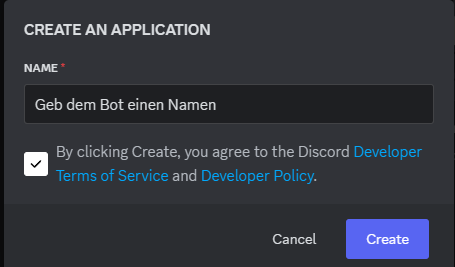 CREATE AN APPLICATION
NAME *
Geb dem Bot einen Namen
By clicking Create, you agree to the Discord Developer
Terms of Service and Developer Policy.
Cancel Create